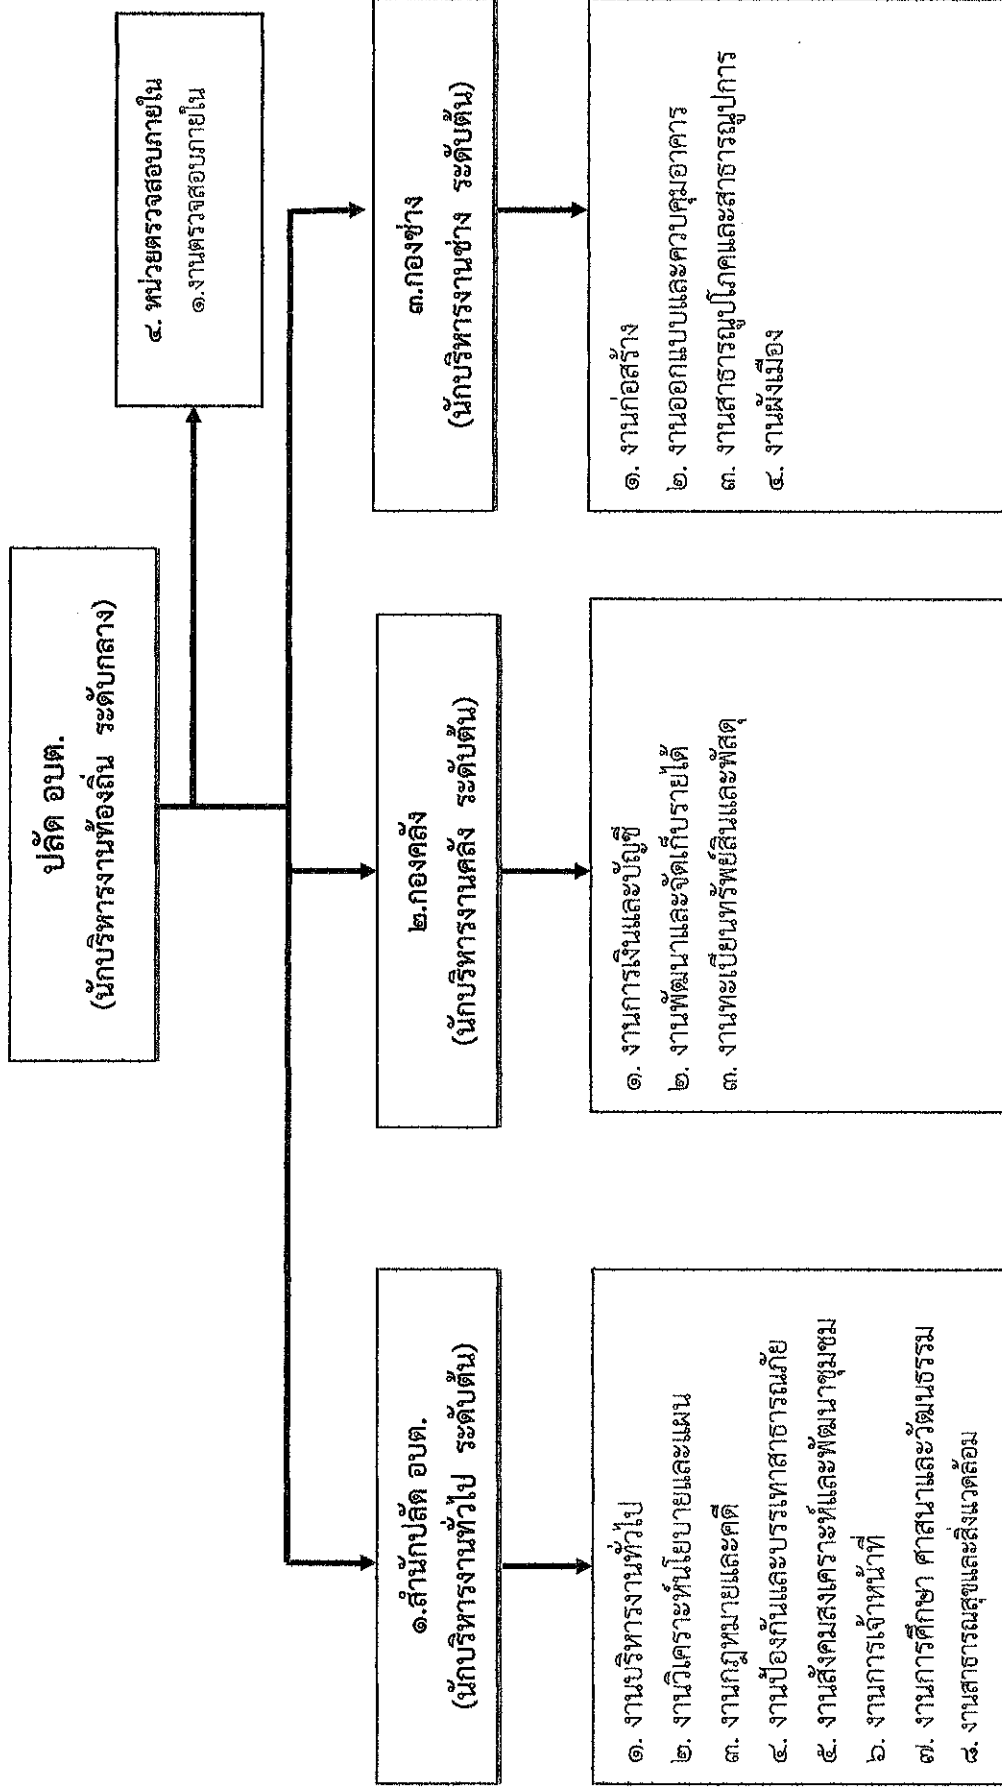 ปลัด อบต.
(นักบริหารงานท้องถิ่น ระดับกลาง)
๔. หน่วยตรวจสอบภายใน
๑.งานตรวจสอบภายใน
๑.สำนักปลัด อบต.
(นักบริหารงานทั่วไป ระดับต้น)
๑. งานบริหารงานทั่วไป
๒. งานวิเคราะห์นโยบายและแผน
๓. งานกฎหมายและคดี
๔. งานป้องกันและบรรเทาสาธารณภัย
๕. งานสังคมสงเคราะห์และพัฒนาชุมชม
๖. งานการเจ้าหน้าที่
๗. งานการศึกษา ศาสนาและวัฒนธรรม
๘. งานสาธารณสุขและสิ่งแวดล้อม
๒.กองคลัง
(นักบริหารงานคลัง ระดับต้น)
๑. งานการเงินและบัญชี
๒. งานพัฒนาและจัดเก็บรายได้
๓. งานทะเบียนทรัพย์สินและพัสดุ
๓.กองช่าง
(นักบริหารงานช่าง ระดับต้น)
๑. งานก่อสร้าง
๒. งานออกแบบและควบคุมอาคาร
๓. งานสาธารณูปโภคและสาธารณูปการ
๔. งานผังเมือง